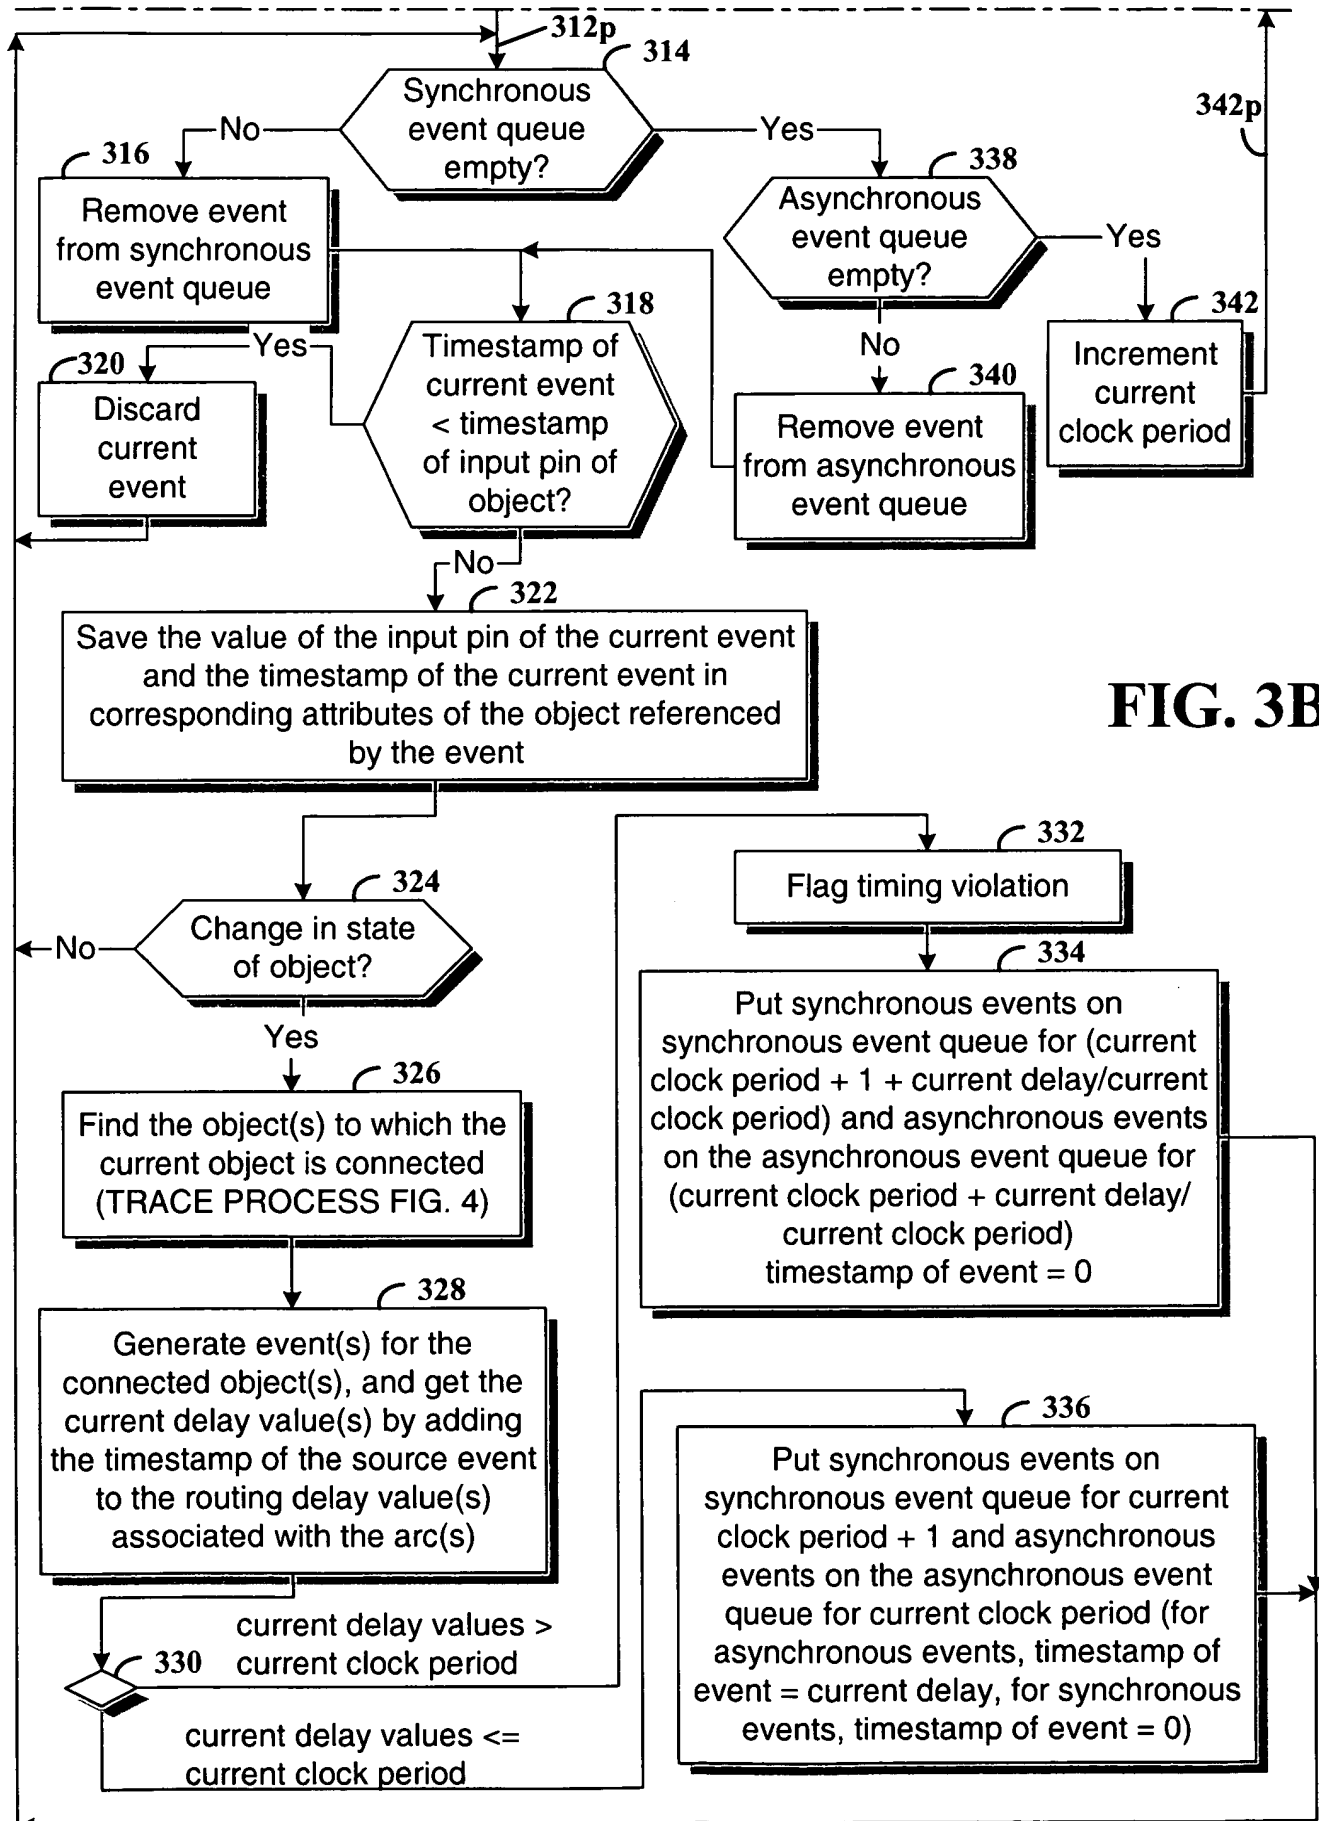 312p
314
Synchronous
event queue
empty?
No
Yes
342p
316
Remove event
from synchronous
event queue
338
Asynchronous
event queue
empty?
Yes
No
318
Timestamp of
current event
< timestamp
of input pin of
object?
Yes
320
Discard
current
event
342
Increment
current
clock period
340
Remove event
from asynchronous
event queue
No
322
Save the value of the input pin of the current event
and the timestamp of the current event in
corresponding attributes of the object referenced
by the event
FIG. 3B
324
Change in state
of object?
No
Yes
326
Find the object(s) to which the
current object is connected
(TRACE PROCESS FIG. 4)
328
Generate event(s) for the
connected object(s), and get the
current delay value(s) by adding
the timestamp of the source event
to the routing delay value(s)
associated with the arc(s)
330
current delay values >
current clock period
current delay values <=
current clock period
332
Flag timing violation
334
Put synchronous events on
synchronous event queue for (current
clock period + 1 + current delay/current
clock period) and asynchronous events
on the asynchronous event queue for
(current clock period + current delay/
current clock period)
timestamp of event = 0
336
Put synchronous events on
synchronous event queue for current
clock period + 1 and asynchronous
events on the asynchronous event
queue for current clock period (for
asynchronous events, timestamp of
event = current delay, for synchronous
events, timestamp of event = 0)